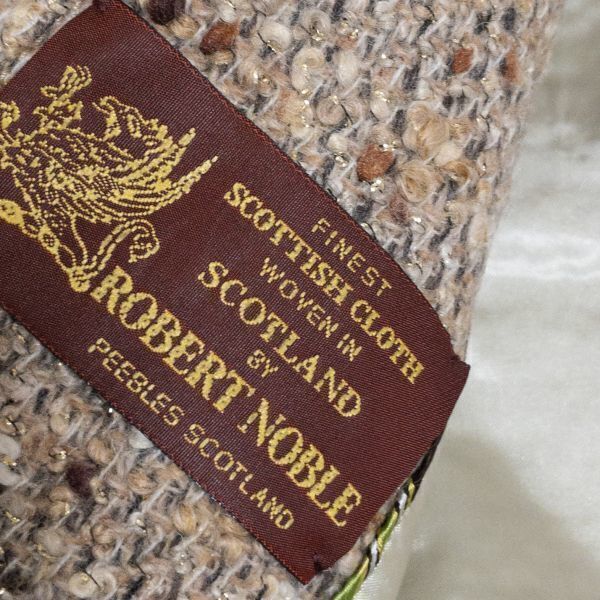 FINEST
SCOTTISH CLOTH
WOVEN IN
SCOTLAND
BY
ROBERT NOBLE
PEEBLES SCOTLAND